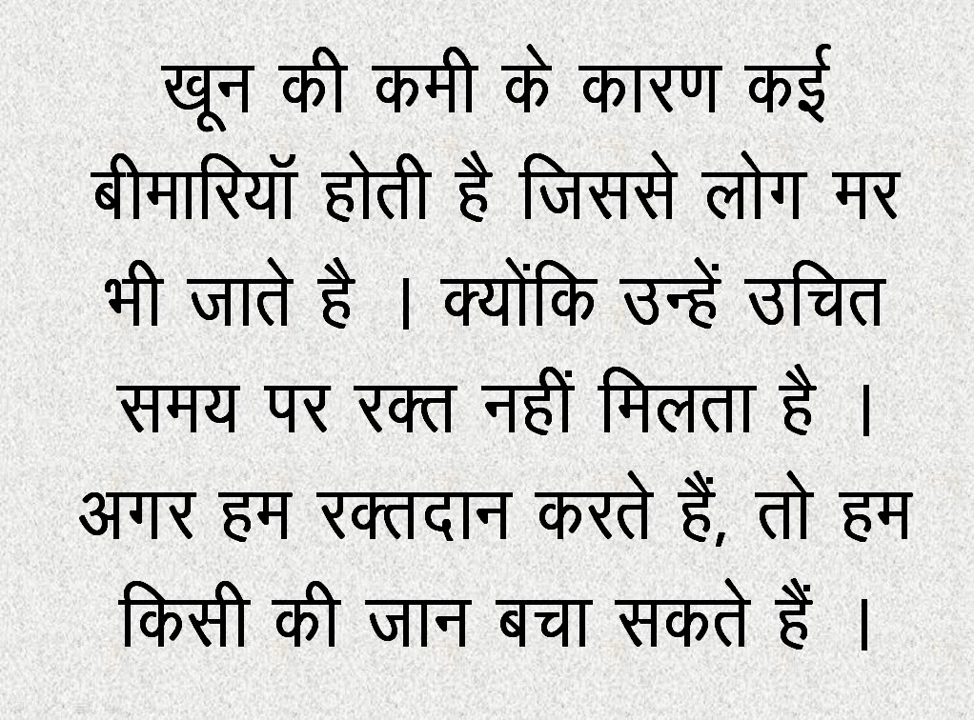 खून की कमी के कारण कई
बीमारियॉ होती है जिससे लोग मर
भी जाते है । क्योंकि उन्हें उचित
समय पर रक्त नहीं मिलता है ।
अगर हम रक्तदान करते हैं, तो हम
किसी की जान बचा सकते हैं ।